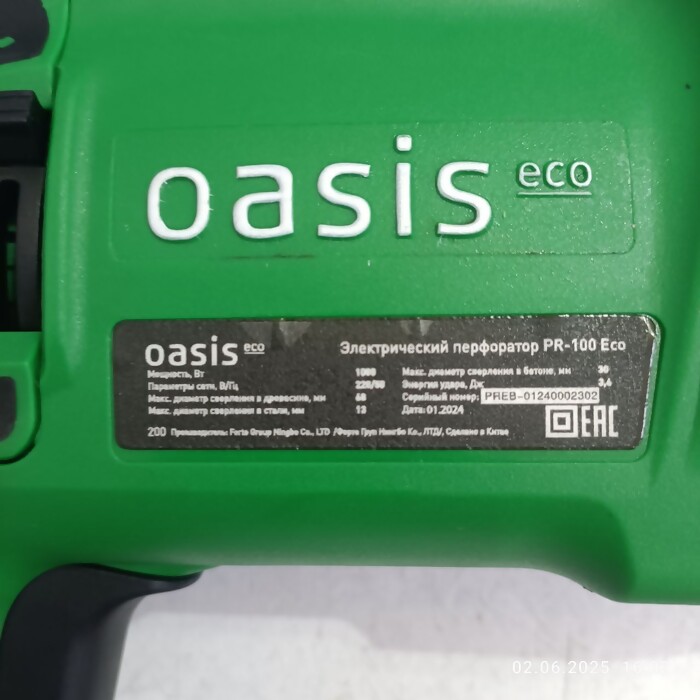 oasis eco
oasis eco
Электрический перфоратор PR-100 Eco
Мощность, Вт 1000
Параметры сети, В/Гц 220/50
Макс. диаметр сверления в древесине, мм
Макс. диаметр сверления в стали, мм 13
Макс. диаметр сверления в бетоне, мм 30
Энергия удара, Дж 3,4
Серийный номер: PREB-01240002302
Дата: 01.2024
200 Производитель: Forte Group Ningbo Co., LTD /Форте Груп Нингбо Ко., ЛТД/, Сделано в Китае
EAC
02.06.2025